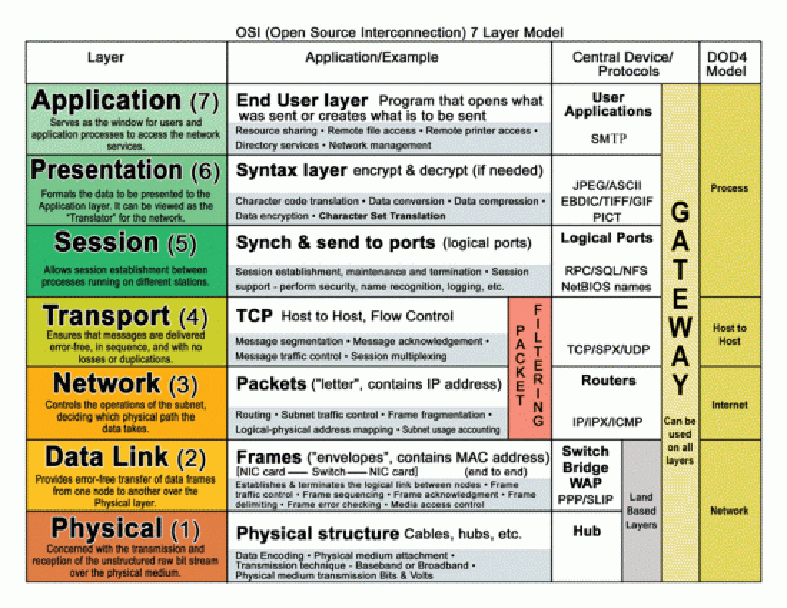 OSI (Open Source Interconnection) 7 Layer Model
Layer
Application/Example
Central Device/
Protocols
DOD4
Model
Application (7)
Serves as the window for users and
application processes to access the network
services.
End User layer Program that opens what
was sent or creates what is to be sent
Resource sharing • Remote file access • Remote printer access •
Directory services • Network management
User
Applications
SMTP
Presentation (6)
Formats the data to be presented to the
Application layer. It can be viewed as the
"Translator" for the network.
Syntax layer encrypt & decrypt (if needed)
Character code translation • Data conversion • Data compression •
Data encryption • Character Set Translation
JPEG/ASCII
EBDIC/TIFF/GIF
PICT
Process
Session (5)
Allows session establishment between
processes running on different stations.
Synch & send to ports (logical ports)
Session establishment, maintenance and termination • Session
support - perform security, name recognition, logging, etc.
Logical Ports
RPC/SQL/NFS
NetBIOS names
Transport (4)
Ensures that messages are delivered
error-free, in sequence, and with no
losses or duplications.
TCP Host to Host, Flow Control
Message segmentation • Message acknowledgement •
Message traffic control • Session multiplexing
PACKET
FILTERING
TCP/SPX/UDP
Host to
Host
Network (3)
Controls the operations of the subnet,
deciding which physical path the
data takes.
Packets ("letter", contains IP address)
Routing • Subnet traffic control • Frame fragmentation •
Logical-physical address mapping • Subnet usage accounting
Routers
IP/IPX/ICMP
Internet
GATEWAY
Can be
used
on all
layers
Data Link (2)
Provides error-free transfer of data frames
from one node to another over the
Physical layer.
Frames ("envelopes", contains MAC address)
[NIC card —— Switch—— NIC card] (end to end)
Establishes & terminates the logical link between nodes • Frame
traffic control • Frame sequencing • Frame acknowledgment • Frame
delimiting • Frame error checking • Media access control
Switch
Bridge
WAP
PPP/SLIP
Land
Based
Layers
Network
Physical (1)
Concerned with the transmission and
reception of the unstructured raw bit stream
over the physical medium.
Physical structure Cables, hubs, etc.
Data Encoding • Physical medium attachment •
Transmission technique - Baseband or Broadband •
Physical medium transmission Bits & Volts
Hub